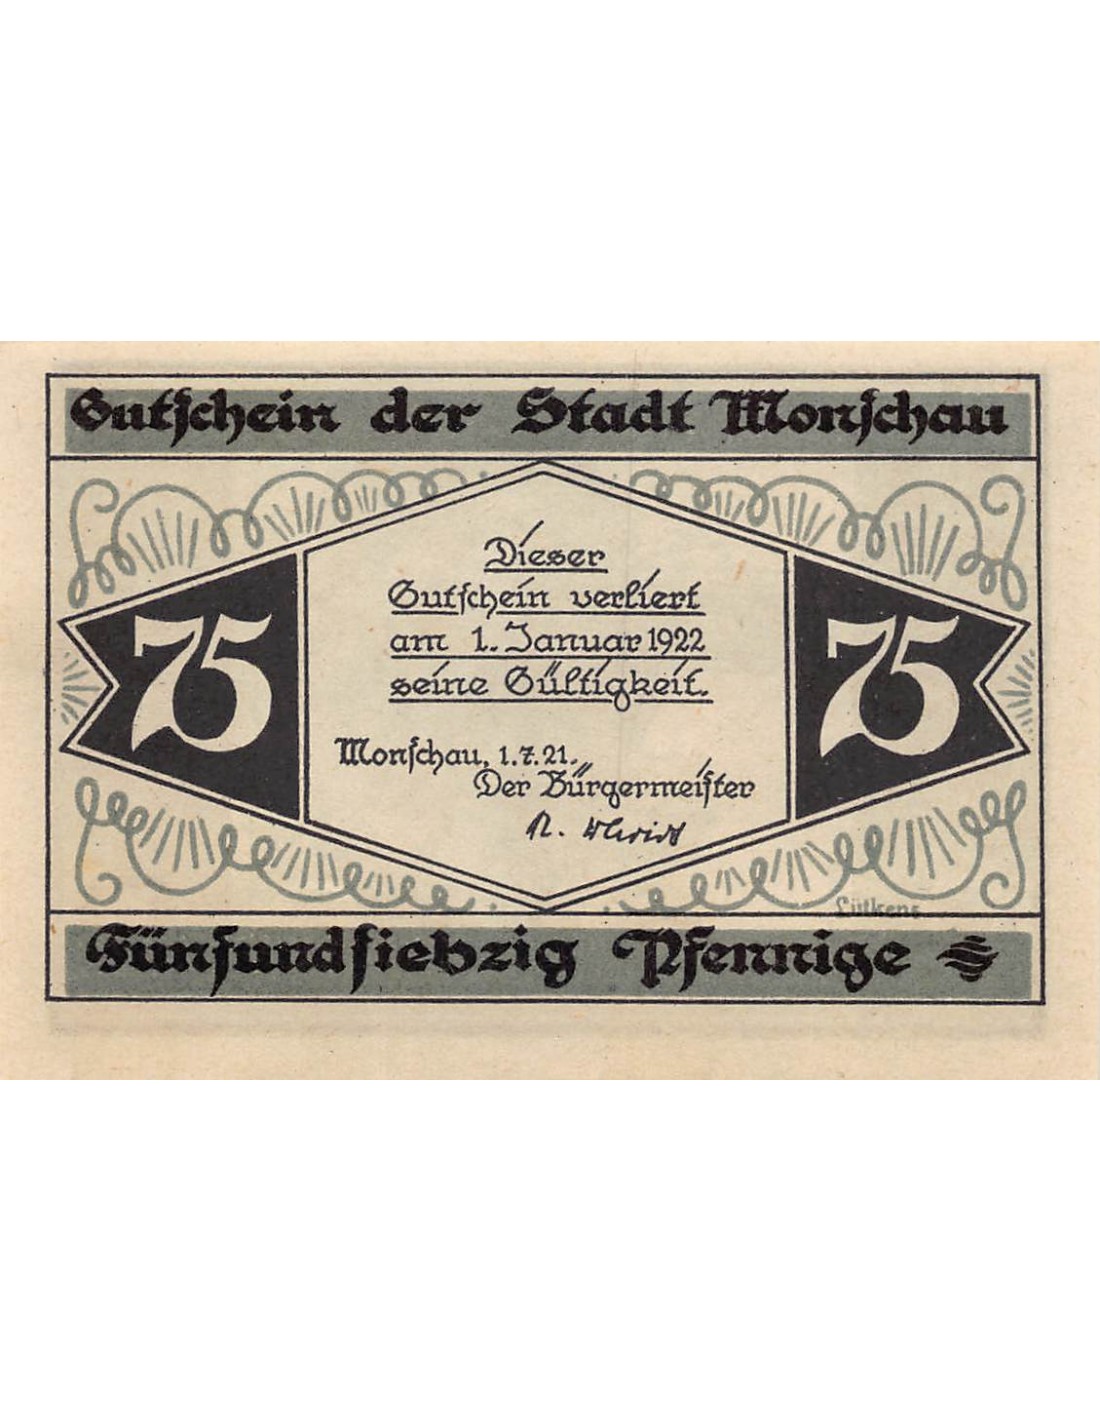 Gutschein der Stadt Monschau
75
Dieser
Gutschein verliert
am 1. Januar 1922
seine Gültigkeit.
75
Monschau, 1.7.21.
Der Bürgermeister
Lütkens
Fünfundsiebzig Pfennige